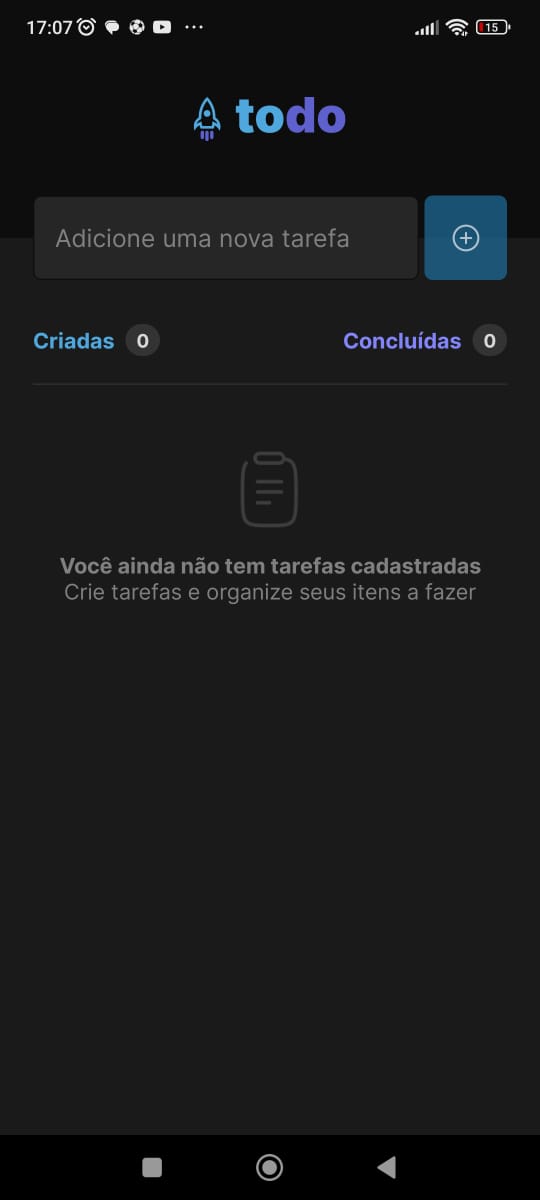 17:07
15
todo
Adicione uma nova tarefa
Criadas 0
Concluídas 0
Você ainda não tem tarefas cadastradas
Crie tarefas e organize seus itens a fazer